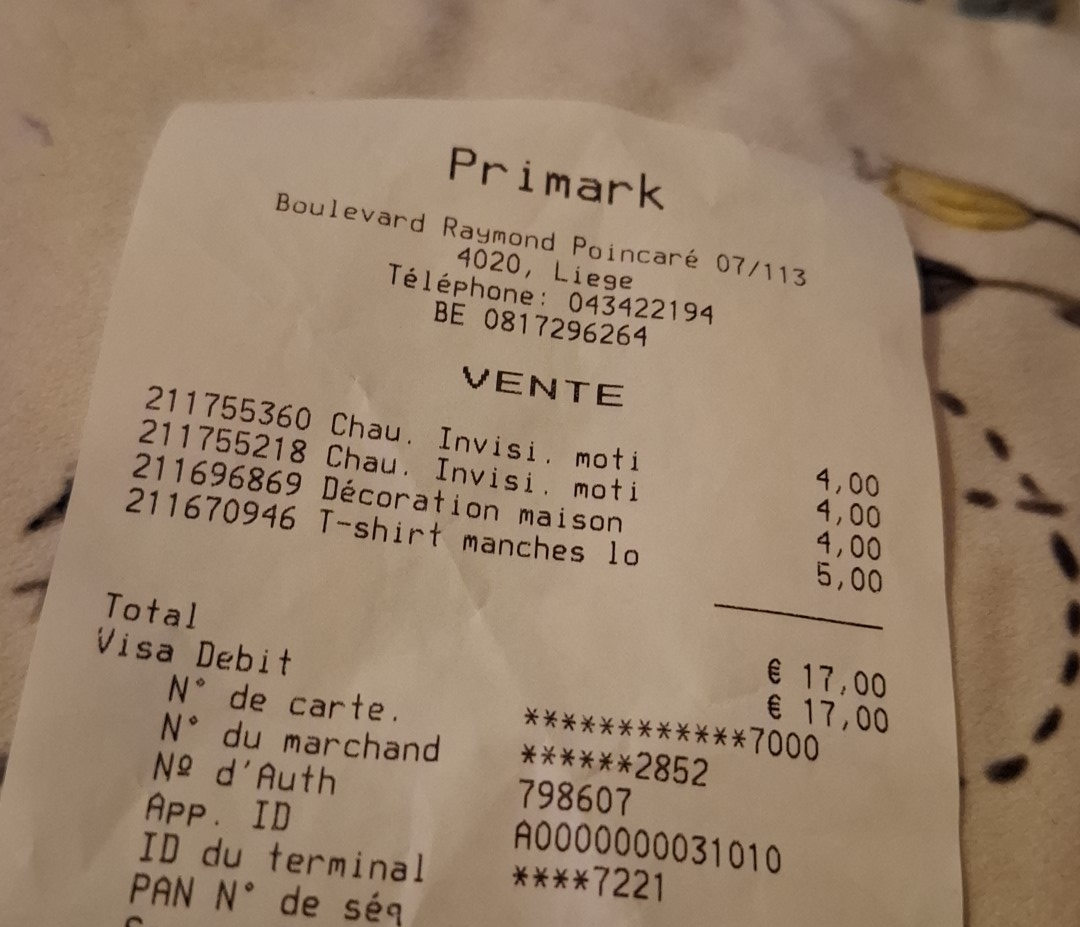 Primark
Boulevard Raymond Poincaré 07/113
4020, Liege
Téléphone: 043422194
BE 0817296264
VENTE
211755360 Chau. Invisi. moti 4,00
211755218 Chau. Invisi. moti 4,00
211696869 Décoration maison 4,00
211670946 T-shirt manches lo 5,00
Total € 17,00
Visa Debit € 17,00
N° de carte. ************7000
N° du marchand ******2852
Nº d'Auth 798607
App. ID A0000000031010
ID du terminal ****7221
PAN N° de séq